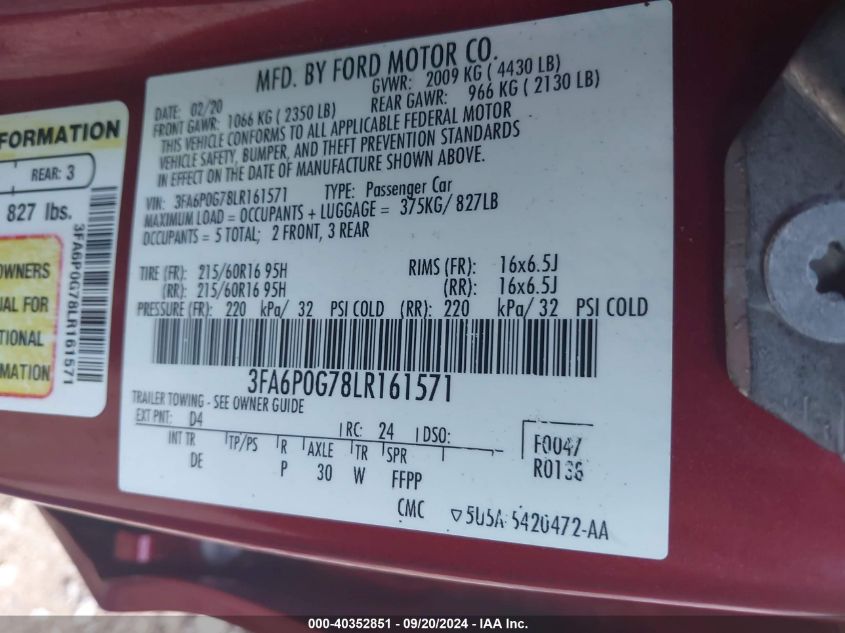 FORMATION
REAR: 3
827 lbs.
OWNERS
UAL FOR
TIONAL
MATION
3FA6P0G78LR161571
MFD. BY FORD MOTOR CO.
DATE: 02/20 GVWR: 2009 KG ( 4430 LB)
FRONT GAWR: 1066 KG ( 2350 LB) REAR GAWR: 966 KG ( 2130 LB)
THIS VEHICLE CONFORMS TO ALL APPLICABLE FEDERAL MOTOR
VEHICLE SAFETY, BUMPER, AND THEFT PREVENTION STANDARDS
IN EFFECT ON THE DATE OF MANUFACTURE SHOWN ABOVE.
VIN: 3FA6P0G78LR161571 TYPE: Passenger Car
MAXIMUM LOAD = OCCUPANTS + LUGGAGE = 375KG/ 827LB
OCCUPANTS = 5 TOTAL; 2 FRONT, 3 REAR
TIRE (FR): 215/60R16 95H RIMS (FR): 16x6.5J
(RR): 215/60R16 95H (RR): 16x6.5J
PRESSURE (FR): 220 kPa/ 32 PSI COLD (RR): 220 kPa/ 32 PSI COLD
3FA6P0G78LR161571
TRAILER TOWING - SEE OWNER GUIDE
EXT PNT: D4 RC: 24 DSO:
INT TR TP/PS R AXLE TR SPR
DE P 30 W FFPP
F0047
R0136
CMC 5U5A 5420472-AA
000-40352851 / 09/20/2024 - IAA Inc.